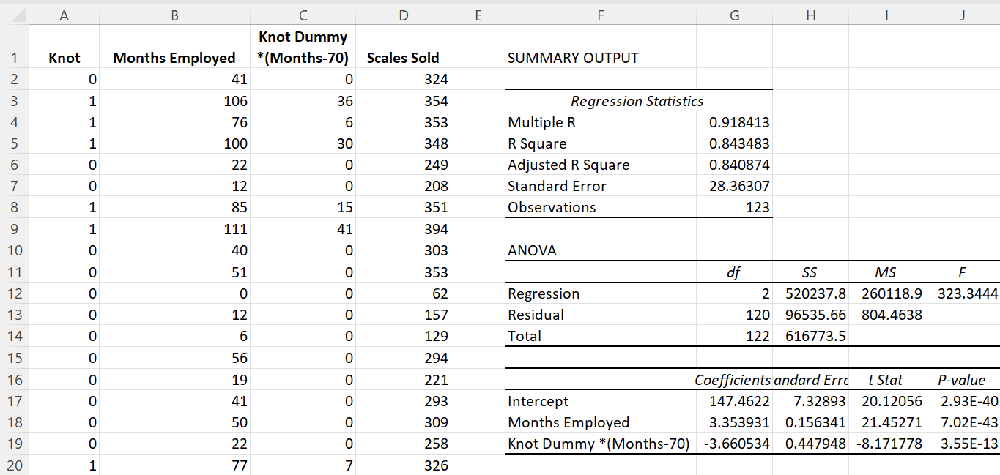 A B C D E F G H I J
1 Knot Months Employed Knot Dummy *(Months-70) Scales Sold SUMMARY OUTPUT
2 0 41 0 324
3 1 106 36 354 Regression Statistics
4 1 76 6 353 Multiple R 0.918413
5 1 100 30 348 R Square 0.843483
6 0 22 0 249 Adjusted R Square 0.840874
7 0 12 0 208 Standard Error 28.36307
8 1 85 15 351 Observations 123
9 1 111 41 394
10 0 40 0 303 ANOVA
11 0 51 0 353 df SS MS F
12 0 0 0 62 Regression 2 520237.8 260118.9 323.3444
13 0 12 0 157 Residual 120 96535.66 804.4638
14 0 6 0 129 Total 122 616773.5
15 0 56 0 294
16 0 19 0 221 Coefficients andard Erro t Stat P-value
17 0 41 0 293 Intercept 147.4622 7.32893 20.12056 2.93E-40
18 0 50 0 309 Months Employed 3.353931 0.156341 21.45271 7.02E-43
19 0 22 0 258 Knot Dummy *(Months-70) -3.660534 0.447948 -8.171778 3.55E-13
20 1 77 7 326